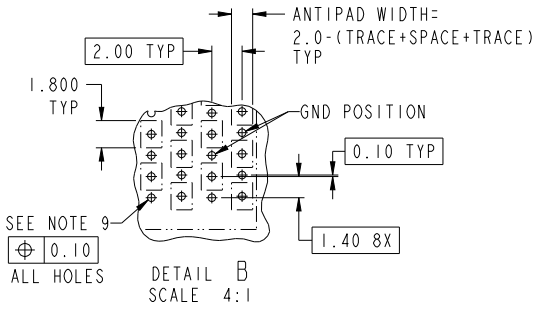 ANTIPAD WIDTH=
2.0-(TRACE+SPACE+TRACE)
TYP
2.00 TYP
1.800
TYP
GND POSITION
0.10 TYP
SEE NOTE 9
⌖ 0.10
ALL HOLES
1.40 8X
DETAIL B
SCALE 4:1